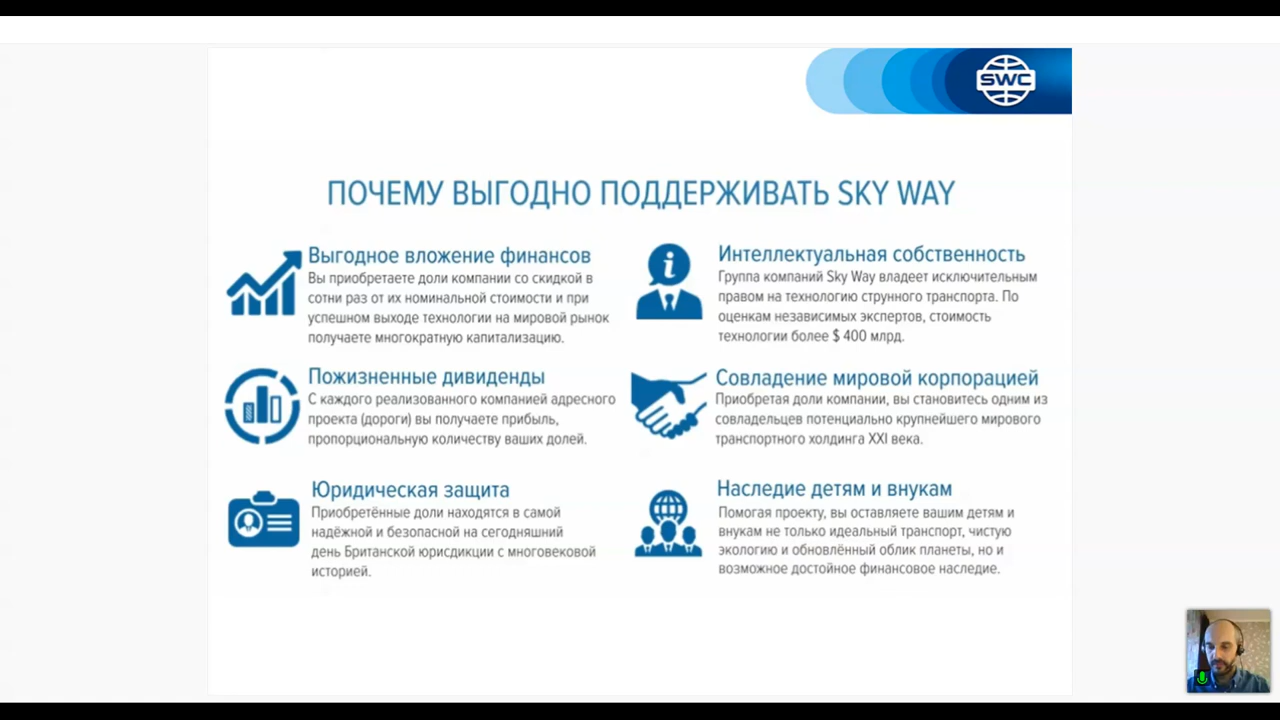 SWC
ПОЧЕМУ ВЫГОДНО ПОДДЕРЖИВАТЬ SKY WAY
Выгодное вложение финансов
Вы приобретаете доли компании со скидкой в
сотни раз от их номинальной стоимости и при
успешном выходе технологии на мировой рынок
получаете многократную капитализацию.
Интеллектуальная собственность
Группа компаний Sky Way владеет исключительным
правом на технологию струнного транспорта. По
оценкам независимых экспертов, стоимость
технологии более $ 400 млрд.
Пожизненные дивиденды
С каждого реализованного компанией адресного
проекта (дороги) вы получаете прибыль,
пропорциональную количеству ваших долей.
Совладение мировой корпорацией
Приобретая доли компании, вы становитесь одним из
совладельцев потенциально крупнейшего мирового
транспортного холдинга XXI века.
Юридическая защита
Приобретённые доли находятся в самой
надёжной и безопасной на сегодняшний
день Британской юрисдикции с многовековой
историей.
Наследие детям и внукам
Помогая проекту, вы оставляете вашим детям и
внукам не только идеальный транспорт, чистую
экологию и обновлённый облик планеты, но и
возможное достойное финансовое наследие.